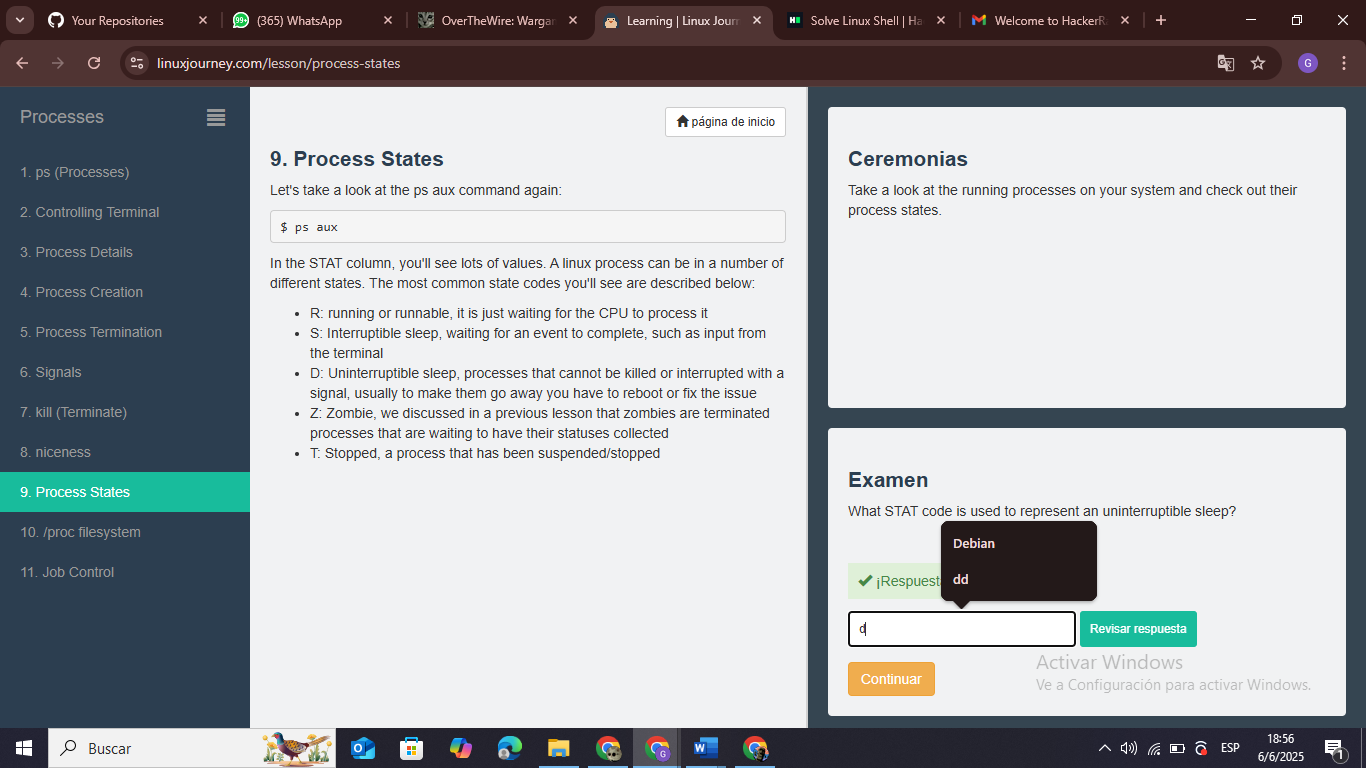 Your Repositories
99+
(365) WhatsApp
OverTheWire: Wargar
Learning | Linux Jour
Solve Linux Shell | Ha
Welcome to HackerRa
linuxjourney.com/lesson/process-states
G
Processes
1. ps (Processes)
2. Controlling Terminal
3. Process Details
4. Process Creation
5. Process Termination
6. Signals
7. kill (Terminate)
8. niceness
9. Process States
10. /proc filesystem
11. Job Control
página de inicio
9. Process States
Let's take a look at the ps aux command again:
$ ps aux
In the STAT column, you'll see lots of values. A linux process can be in a number of
different states. The most common state codes you'll see are described below:
• R: running or runnable, it is just waiting for the CPU to process it
• S: Interruptible sleep, waiting for an event to complete, such as input from
the terminal
• D: Uninterruptible sleep, processes that cannot be killed or interrupted with a
signal, usually to make them go away you have to reboot or fix the issue
• Z: Zombie, we discussed in a previous lesson that zombies are terminated
processes that are waiting to have their statuses collected
• T: Stopped, a process that has been suspended/stopped
Ceremonias
Take a look at the running processes on your system and check out their
process states.
Examen
What STAT code is used to represent an uninterruptible sleep?
Debian
dd
¡Respuest
d
Revisar respuesta
Continuar
Activar Windows
Ve a Configuración para activar Windows.
Buscar
ESP
18:56
6/6/2025
1